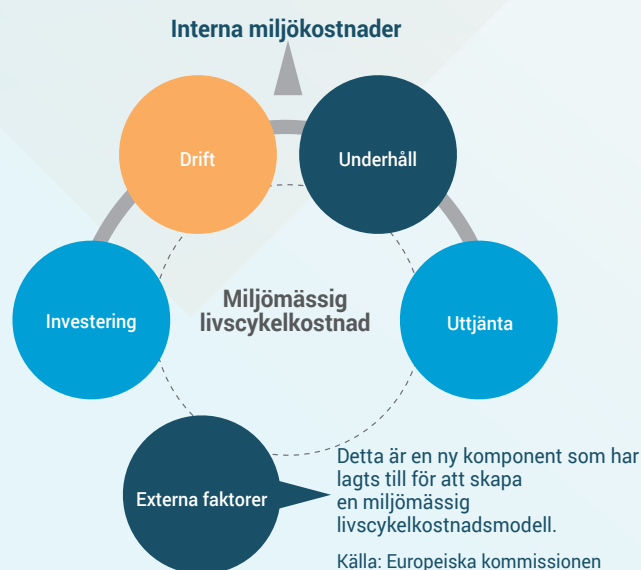 Interna miljökostnader
Drift
Underhåll
Investering
Miljömässig
livscykelkostnad
Uttjänta
Externa faktorer
Detta är en ny komponent som har
lagts till för att skapa
en miljömässig
livscykelkostnadsmodell.
Källa: Europeiska kommissionen